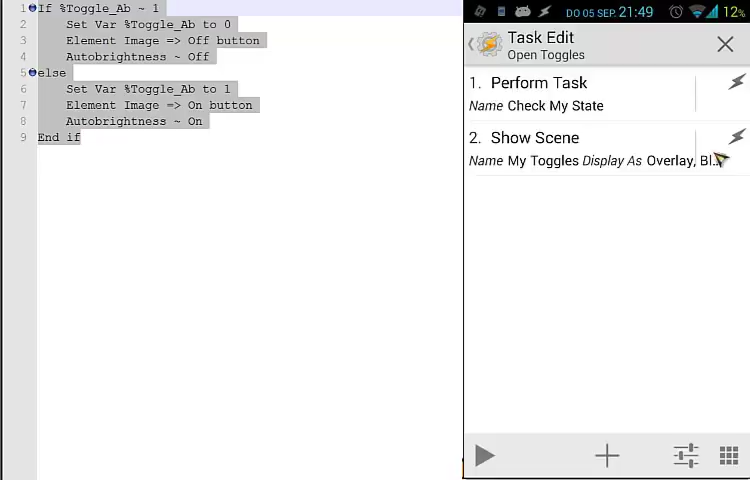 1 If %Toggle_Ab ~ 1
2 Set Var %Toggle_Ab to 0
3 Element Image => Off button
4 Autobrightness ~ Off
5 else
6 Set Var %Toggle_Ab to 1
7 Element Image => On button
8 Autobrightness ~ On
9 End if
DO 05 SEP. 21:49 12%
Task Edit
Open Toggles
1. Perform Task
Name Check My State
2. Show Scene
Name My Toggles Display As Overlay, Bl...